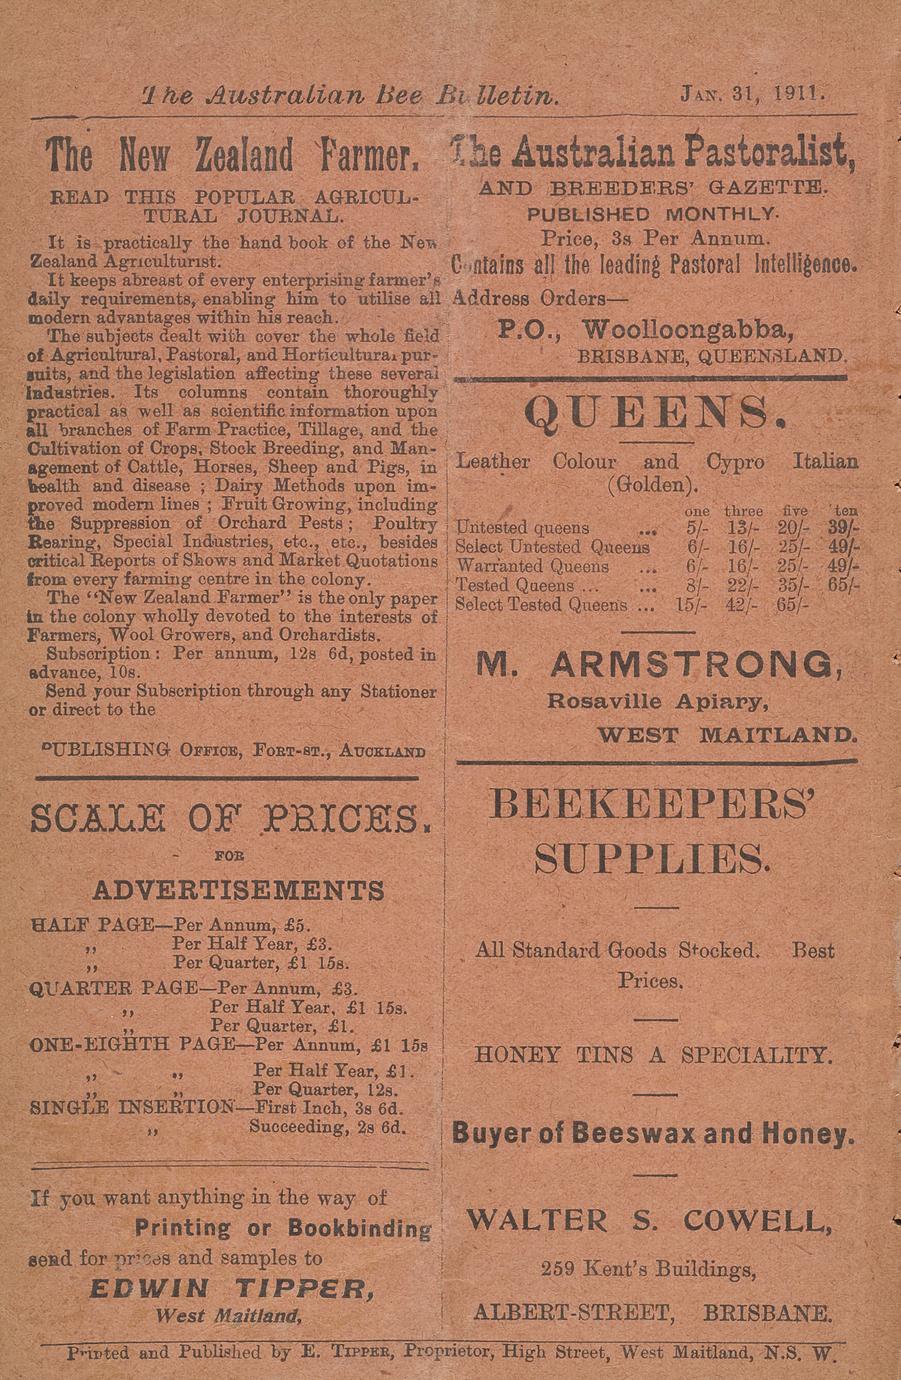 The Australian Bee Bulletin. JAN. 31, 1911.
The New Zealand Farmer.
READ THIS POPULAR AGRICUL-
TURAL JOURNAL.
It is practically the hand book of the New
Zealand Agriculturist.
It keeps abreast of every enterprising farmer's
daily requirements, enabling him to utilise all
modern advantages within his reach.
The subjects dealt with cover the whole field
of Agricultural, Pastoral, and Horticultural pur-
suits, and the legislation affecting these several
industries. Its columns contain thoroughly
practical as well as scientific information upon
all branches of Farm Practice, Tillage, and the
Cultivation of Crops, Stock Breeding, and Man-
agement of Cattle, Horses, Sheep and Pigs, in
health and disease ; Dairy Methods upon im-
proved modern lines ; Fruit Growing, including
the Suppression of Orchard Pests ; Poultry
Rearing, Special Industries, etc., etc., besides
critical Reports of Shows and Market Quotations
from every farming centre in the colony.
The "New Zealand Farmer" is the only paper
in the colony wholly devoted to the interests of
Farmers, Wool Growers, and Orchardists.
Subscription : Per annum, 12s 6d, posted in
advance, 10s.
Send your Subscription through any Stationer
or direct to the
PUBLISHING OFFICE, FORT-ST., AUCKLAND
SCALE OF PRICES.
FOR
ADVERTISEMENTS
HALF PAGE—Per Annum, £5.
,, Per Half Year, £3.
,, Per Quarter, £1 15s.
QUARTER PAGE—Per Annum, £3.
,, Per Half Year, £1 15s.
,, Per Quarter, £1.
ONE-EIGHTH PAGE—Per Annum, £1 15s
,, ,, Per Half Year, £1.
,, ,, Per Quarter, 12s.
SINGLE INSERTION—First Inch, 3s 6d.
,, Succeeding, 2s 6d.
If you want anything in the way of
Printing or Bookbinding
send for prices and samples to
EDWIN TIPPER,
West Maitland,
The Australian Pastoralist,
AND BREEDERS' GAZETTE.
PUBLISHED MONTHLY.
Price, 3s Per Annum.
Contains all the leading Pastoral Intelligence.
Address Orders—
P.O., Woolloongabba,
BRISBANE, QUEENSLAND.
QUEENS.
Leather Colour and Cypro Italian
(Golden).
one three five ten
Untested queens ... 5/- 13/- 20/- 39/-
Select Untested Queens 6/- 16/- 25/- 49/-
Warranted Queens ... 6/- 16/- 25/- 49/-
Tested Queens ... ... 8/- 22/- 35/- 65/-
Select Tested Queens ... 15/- 42/- 65/-
M. ARMSTRONG,
Rosaville Apiary,
WEST MAITLAND.
BEEKEEPERS'
SUPPLIES.
All Standard Goods Stocked. Best
Prices.
HONEY TINS A SPECIALITY.
Buyer of Beeswax and Honey.
WALTER S. COWELL,
259 Kent's Buildings,
ALBERT-STREET, BRISBANE.
Printed and Published by E. TIPPER, Proprietor, High Street, West Maitland, N.S. W.